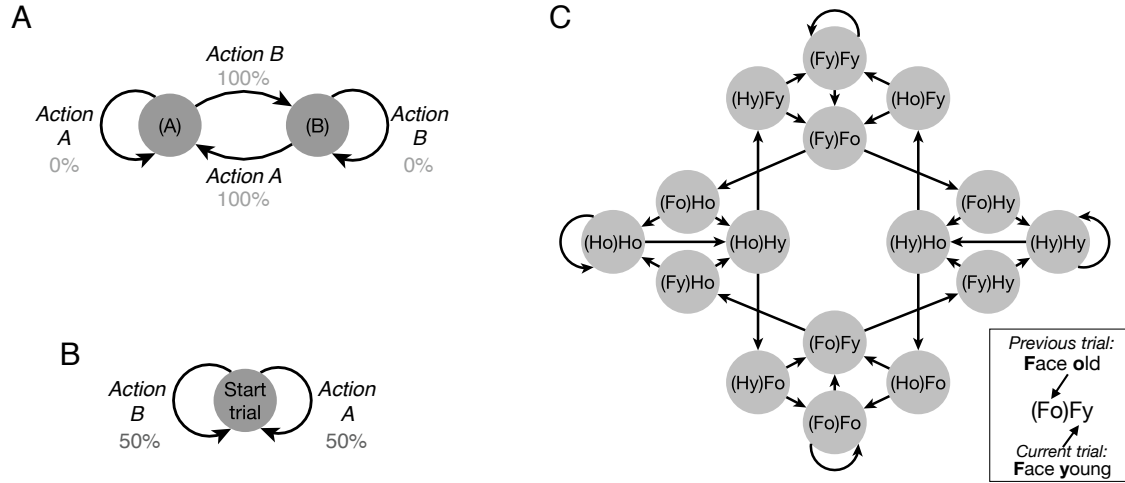 A
Action B
100%
Action
A
0%
(A)
(B)
Action
B
0%
Action A
100%
B
Action
B
50%
Start
trial
Action
A
50%
C
(Fy)Fy
(Hy)Fy
(Ho)Fy
(Fy)Fo
(Fo)Ho
(Fo)Hy
(Ho)Ho
(Ho)Hy
(Hy)Ho
(Hy)Hy
(Fy)Ho
(Fy)Hy
(Fo)Fy
(Hy)Fo
(Ho)Fo
(Fo)Fo
Previous trial:
Face old
(Fo)Fy
Current trial:
Face young